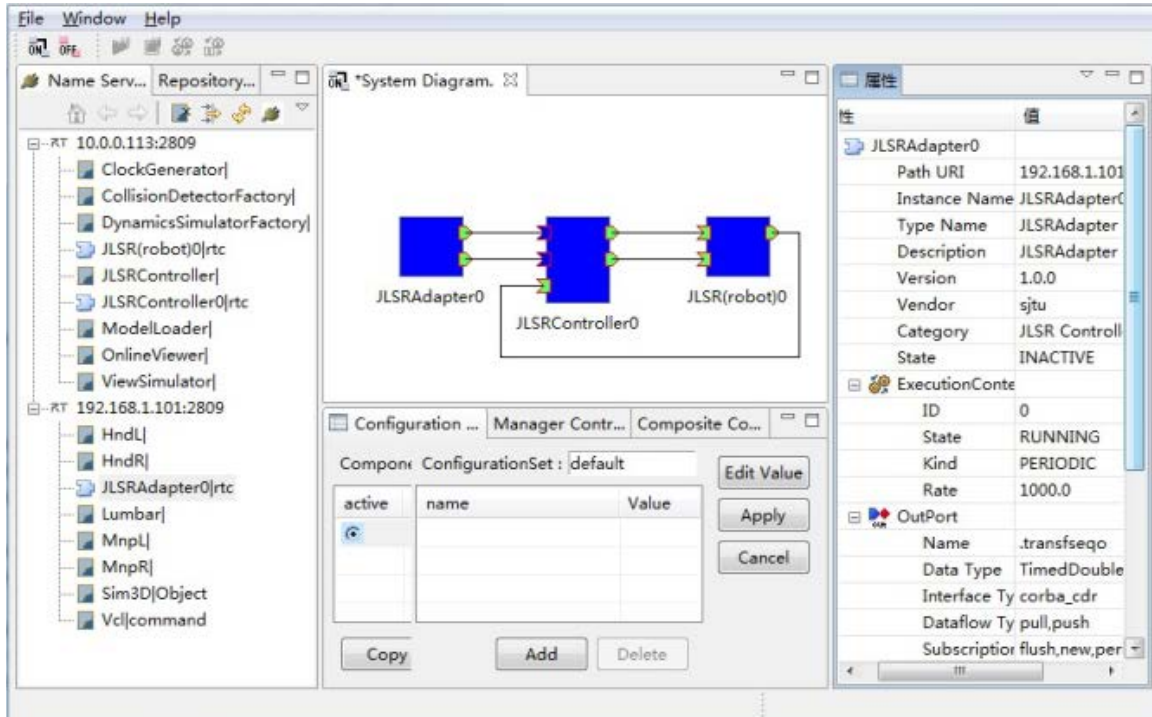 File Window Help
ON OFF
Name Serv... Repository...
RT 10.0.0.113:2809
ClockGenerator|
CollisionDetectorFactory|
DynamicsSimulatorFactory|
JLSR(robot)0|rtc
JLSRController|
JLSRController0|rtc
ModelLoader|
OnlineViewer|
ViewSimulator|
RT 192.168.1.101:2809
HndL|
HndR|
JLSRAdapter0|rtc
Lumbar|
MnpL|
MnpR|
Sim3D|Object
Vcl|command
ON *System Diagram.
JLSRAdapter0
JLSRController0
JLSR(robot)0
Configuration ... Manager Contr... Composite Co...
Compone ConfigurationSet : default
active name Value
Edit Value
Apply
Cancel
Copy Add Delete
属性
性 值
JLSRAdapter0
Path URI 192.168.1.101
Instance Name JLSRAdapter0
Type Name JLSRAdapter
Description JLSRAdapter
Version 1.0.0
Vendor sjtu
Category JLSR Controll
State INACTIVE
ExecutionConte
ID 0
State RUNNING
Kind PERIODIC
Rate 1000.0
OutPort
Name .transfseqo
Data Type TimedDouble
Interface Ty corba_cdr
Dataflow Ty pull,push
Subscription flush,new,per